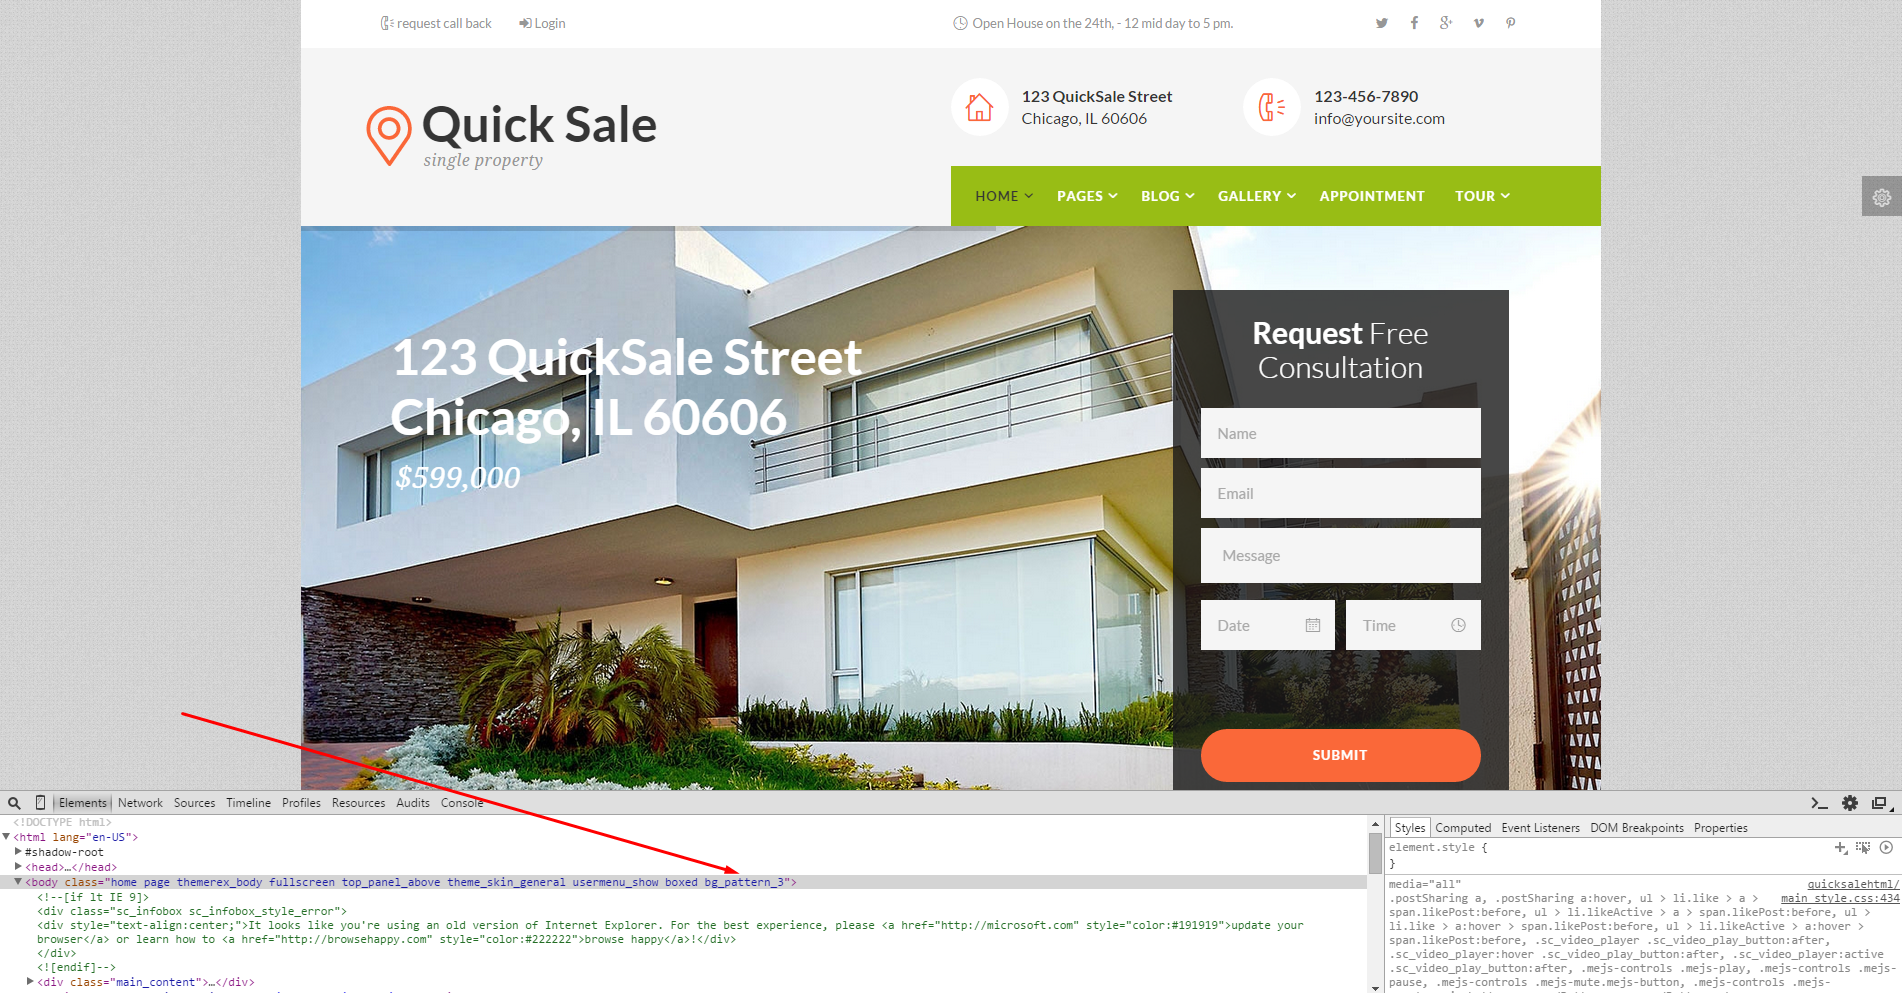 request call back Login Open House on the 24th, - 12 mid day to 5 pm.
Quick Sale
single property
123 QuickSale Street
Chicago, IL 60606
123-456-7890
info@yoursite.com
HOME PAGES BLOG GALLERY APPOINTMENT TOUR
123 QuickSale Street
Chicago, IL 60606
$599,000
Request Free
Consultation
Name
Email
Message
Date Time
SUBMIT
Elements Network Sources Timeline Profiles Resources Audits Console
<!DOCTYPE html>
<html lang="en-US">
#shadow-root
<head>…</head>
<body class="home page themerex_body fullscreen top_panel_above theme_skin_general usermenu_show boxed bg_pattern_3">
<!--[if lt IE 9]>
<div class="sc_infobox sc_infobox_style_error">
<div style="text-align:center;">It looks like you're using an old version of Internet Explorer. For the best experience, please <a href="http://microsoft.com" style="color:#191919">update your
browser</a> or learn how to <a href="http://browsehappy.com" style="color:#222222">browse happy</a>!</div>
</div>
<![endif]-->
<div class="main_content">…</div>
Styles Computed Event Listeners DOM Breakpoints Properties
element.style {
}
media="all" quicksalehtml/
.postSharing a, .postSharing a:hover, ul > li.like > a > main style.css:434
span.likePost:before, ul > li.likeActive > a > span.likePost:before, ul >
li.like > a:hover > span.likePost:before, ul > li.likeActive > a:hover >
span.likePost:before, .sc_video_player .sc_video_play_button:after,
.sc_video_player:hover .sc_video_play_button:after, .sc_video_player:active
.sc_video_play_button:after, .mejs-controls .mejs-play, .mejs-controls .mejs-
pause, .mejs-controls .mejs-mute.mejs-button, .mejs-controls .mejs-